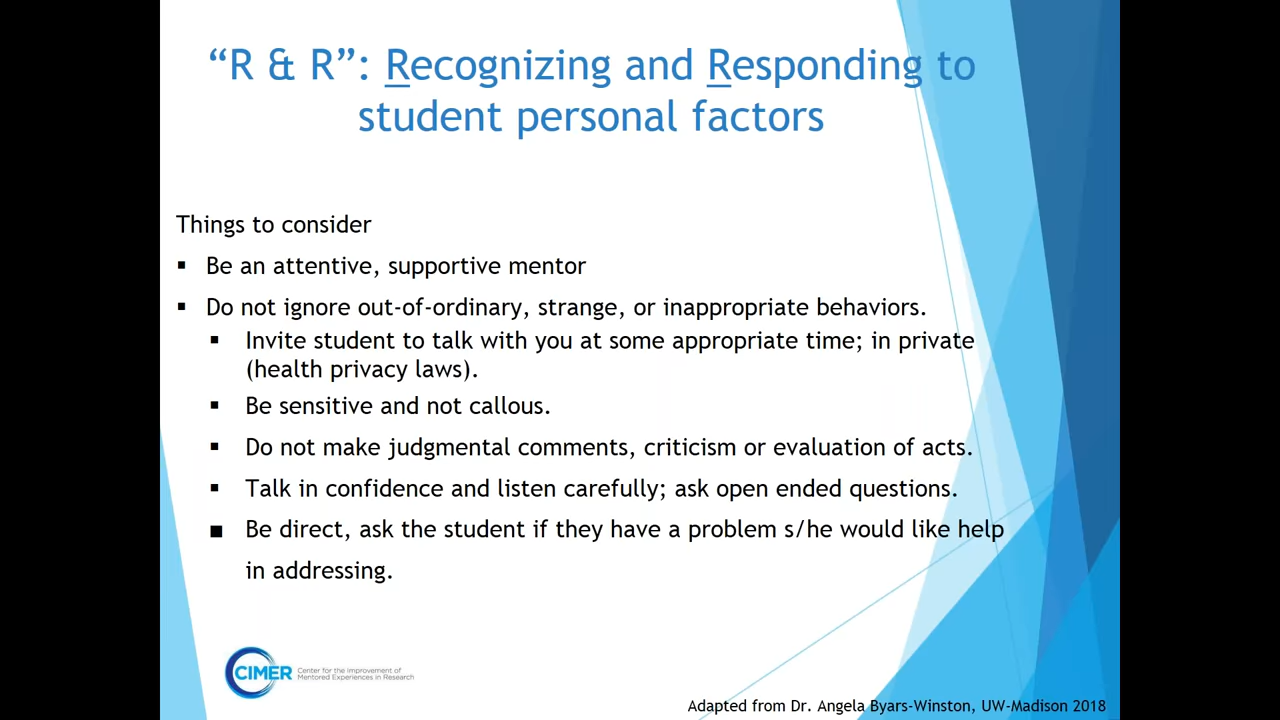 “R & R”: Recognizing and Responding to
student personal factors
Things to consider
▪ Be an attentive, supportive mentor
▪ Do not ignore out-of-ordinary, strange, or inappropriate behaviors.
▪ Invite student to talk with you at some appropriate time; in private
(health privacy laws).
▪ Be sensitive and not callous.
▪ Do not make judgmental comments, criticism or evaluation of acts.
▪ Talk in confidence and listen carefully; ask open ended questions.
■ Be direct, ask the student if they have a problem s/he would like help
in addressing.
CIMER
Center for the Improvement of
Mentored Experiences in Research
Adapted from Dr. Angela Byars-Winston, UW-Madison 2018